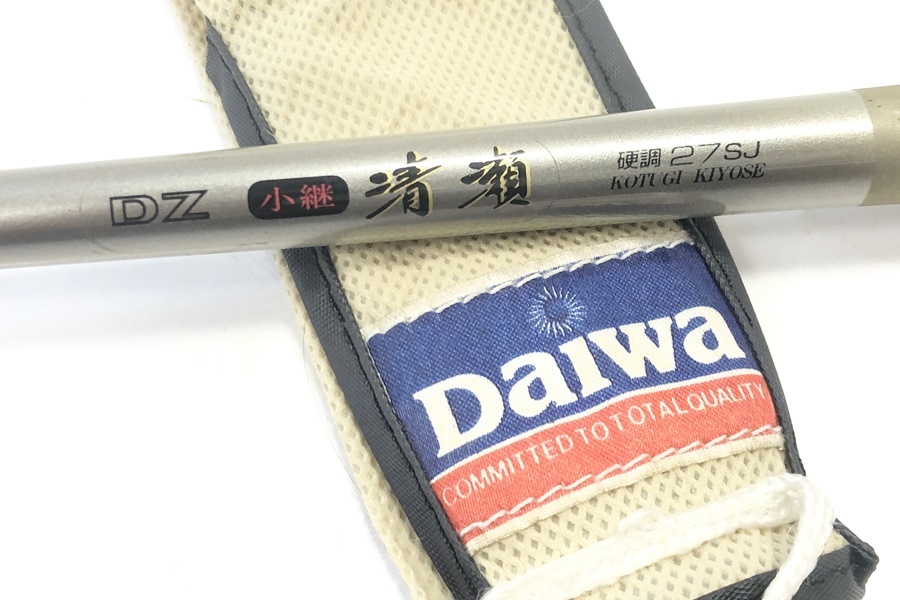 DZ 小継 清瀬 硬調 27SJ
KOTUGI KIYOSE
Daiwa
COMMITTED TO TOTAL QUALITY